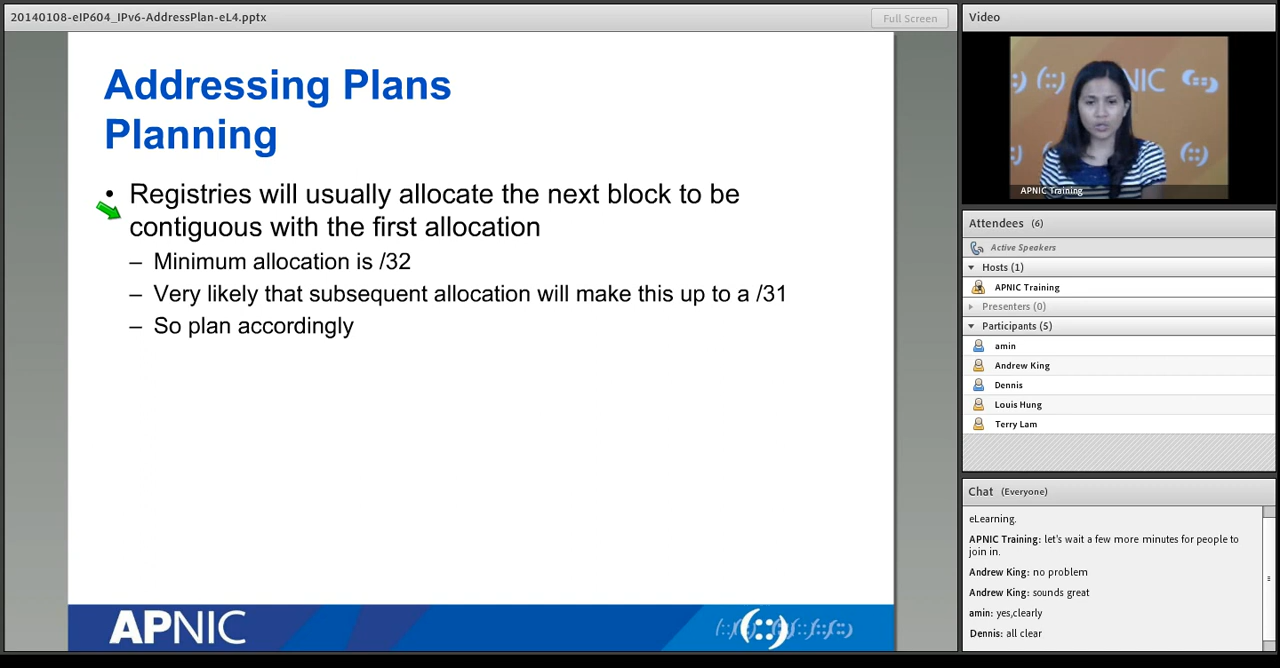 20140108-eIP604_IPv6-AddressPlan-eL4.pptx
Full Screen
Addressing Plans
Planning
• Registries will usually allocate the next block to be
contiguous with the first allocation
– Minimum allocation is /32
– Very likely that subsequent allocation will make this up to a /31
– So plan accordingly
APNIC
(::)
Video
NIC
APNIC Training
Attendees (6)
Active Speakers
Hosts (1)
APNIC Training
Presenters (0)
Participants (5)
amin
Andrew King
Dennis
Louis Hung
Terry Lam
Chat (Everyone)
eLearning.
APNIC Training: let's wait a few more minutes for people to
join in.
Andrew King: no problem
Andrew King: sounds great
amin: yes,clearly
Dennis: all clear